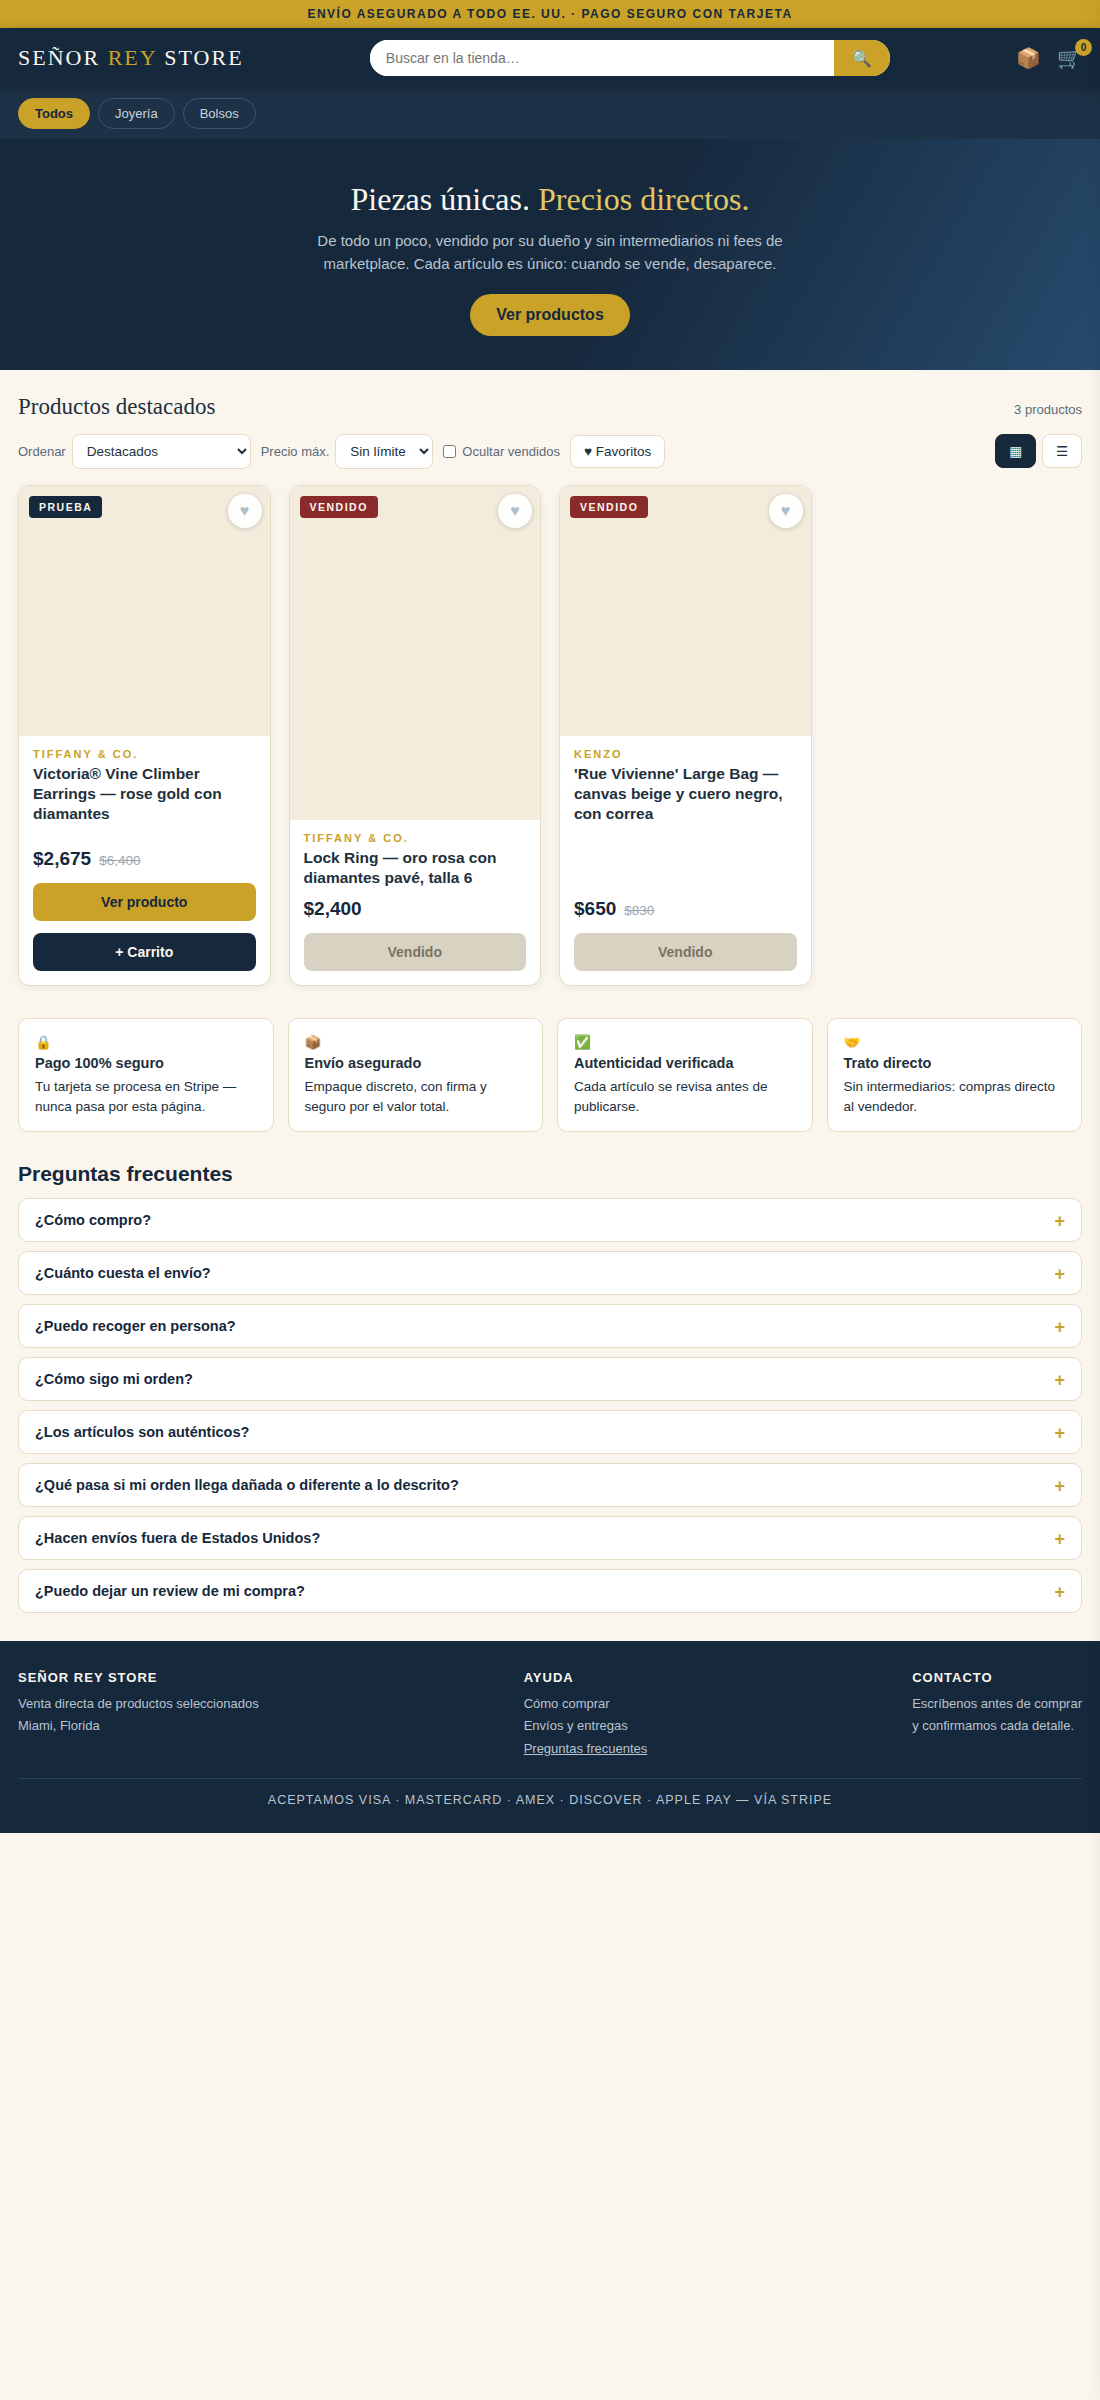 ENVÍO ASEGURADO A TODO EE. UU. · PAGO SEGURO CON TARJETA
SEÑOR REY STORE
Buscar en la tienda…
0
Todos
Joyería
Bolsos
Piezas únicas. Precios directos.
De todo un poco, vendido por su dueño y sin intermediarios ni fees de
marketplace. Cada artículo es único: cuando se vende, desaparece.
Ver productos
Productos destacados
3 productos
Ordenar
Destacados
Precio máx.
Sin límite
Ocultar vendidos
♥ Favoritos
PRUEBA
TIFFANY & CO.
Victoria® Vine Climber
Earrings — rose gold con
diamantes
$2,675 $6,400
Ver producto
+ Carrito
VENDIDO
TIFFANY & CO.
Lock Ring — oro rosa con
diamantes pavé, talla 6
$2,400
Vendido
VENDIDO
KENZO
'Rue Vivienne' Large Bag —
canvas beige y cuero negro,
con correa
$650 $830
Vendido
Pago 100% seguro
Tu tarjeta se procesa en Stripe —
nunca pasa por esta página.
Envío asegurado
Empaque discreto, con firma y
seguro por el valor total.
Autenticidad verificada
Cada artículo se revisa antes de
publicarse.
Trato directo
Sin intermediarios: compras directo
al vendedor.
Preguntas frecuentes
¿Cómo compro? +
¿Cuánto cuesta el envío? +
¿Puedo recoger en persona? +
¿Cómo sigo mi orden? +
¿Los artículos son auténticos? +
¿Qué pasa si mi orden llega dañada o diferente a lo descrito? +
¿Hacen envíos fuera de Estados Unidos? +
¿Puedo dejar un review de mi compra? +
SEÑOR REY STORE
Venta directa de productos seleccionados
Miami, Florida
AYUDA
Cómo comprar
Envíos y entregas
Preguntas frecuentes
CONTACTO
Escríbenos antes de comprar
y confirmamos cada detalle.
ACEPTAMOS VISA · MASTERCARD · AMEX · DISCOVER · APPLE PAY — VÍA STRIPE